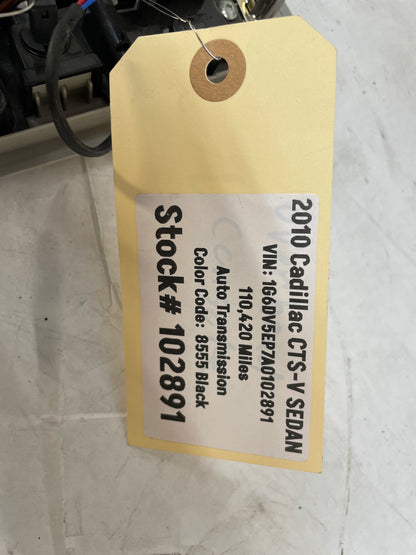 2010 Cadillac CTS-V SEDAN
VIN: 1G6DV5EP7A0102891
110,420 Miles
Auto Transmission
Color Code: 8555 Black
Stock# 102891